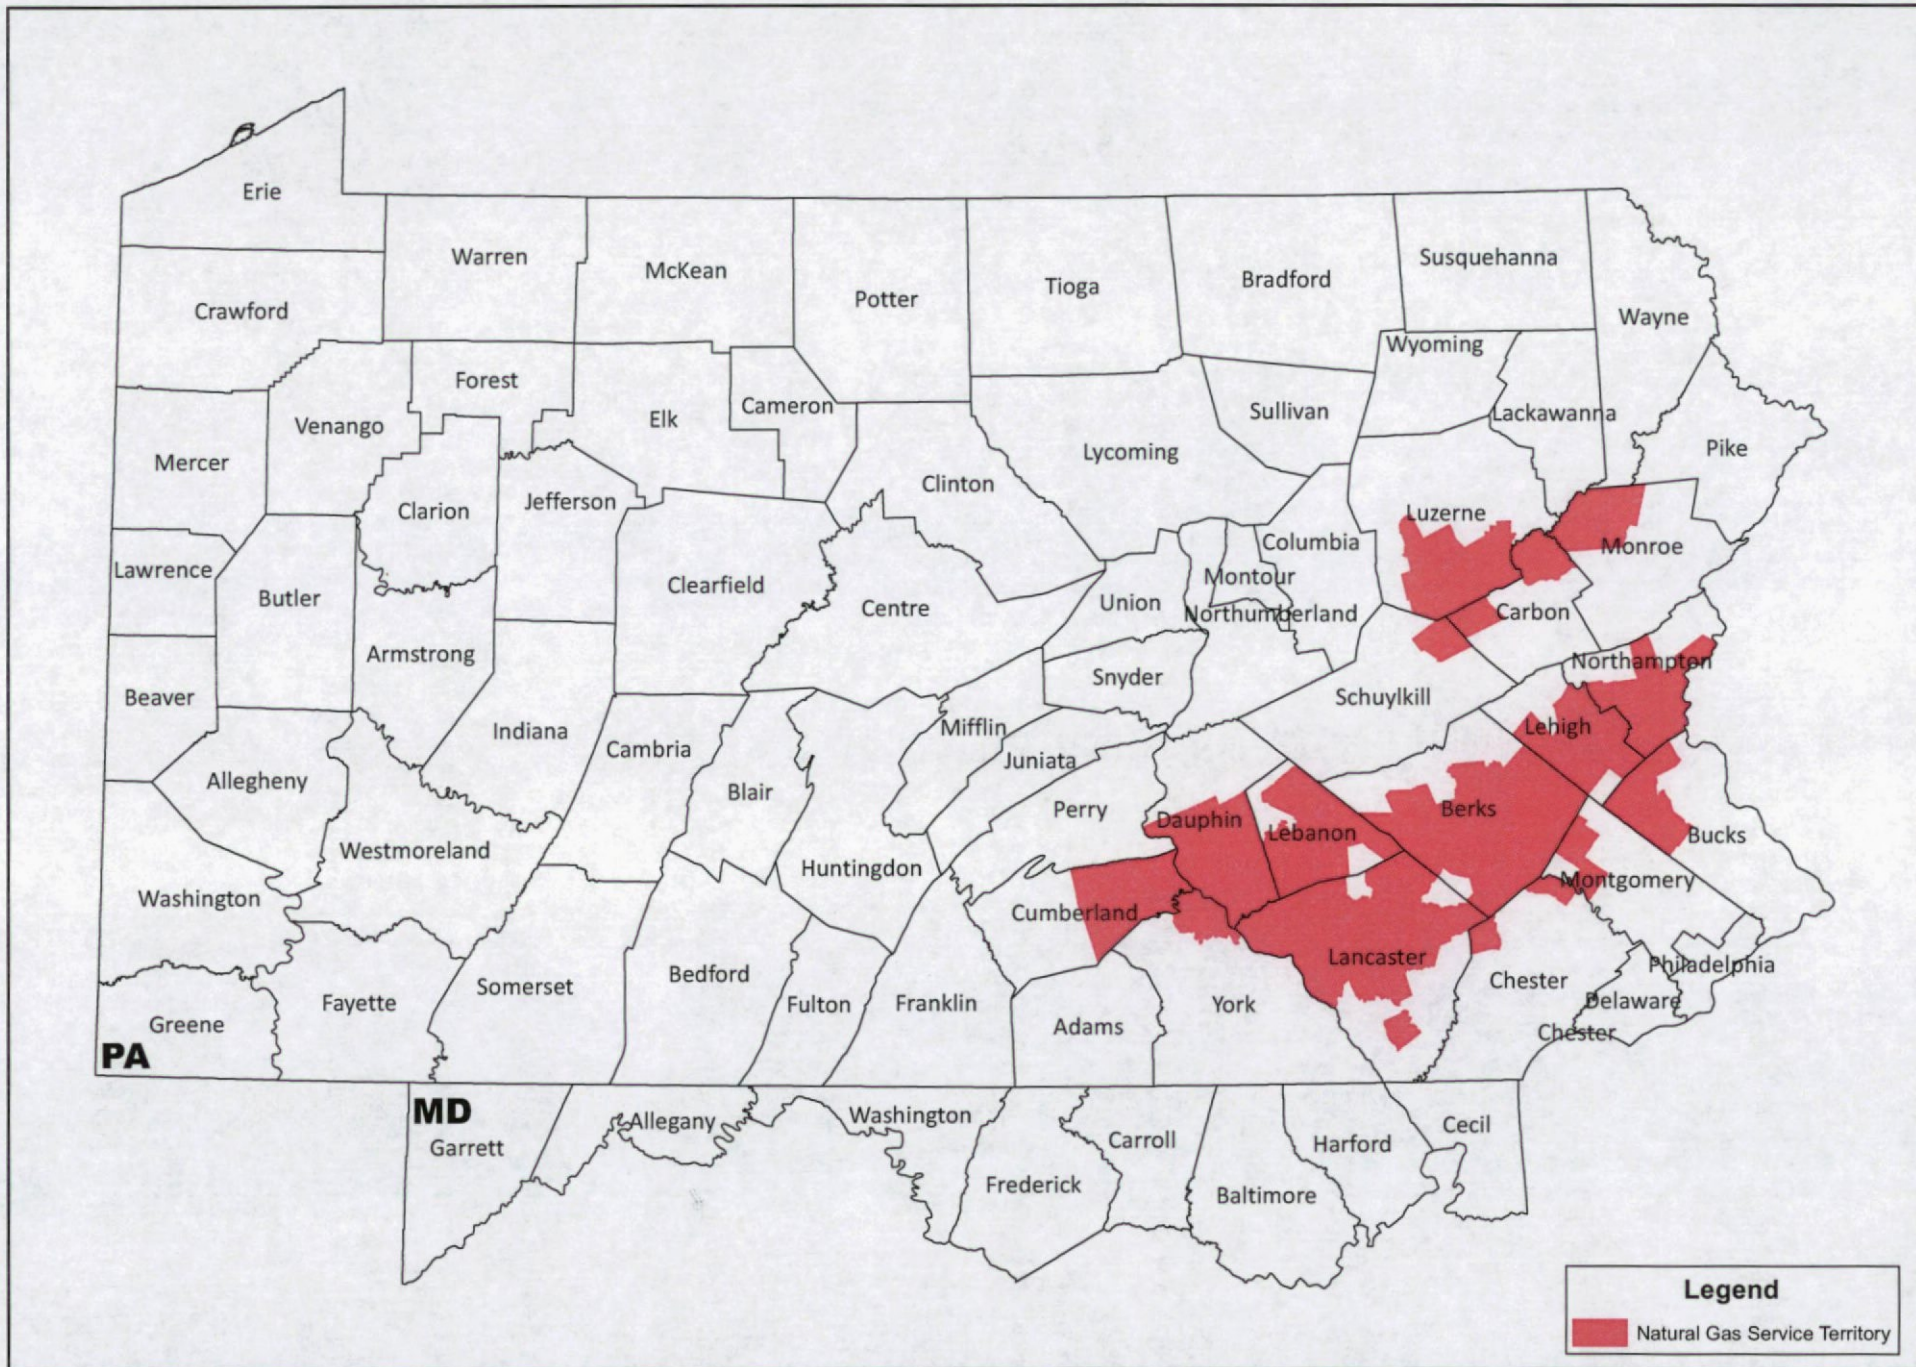 Erie
Warren
McKean
Potter
Tioga
Bradford
Susquehanna
Wayne
Crawford
Wyoming
Forest
Venango
Elk
Cameron
Sullivan
Lackawanna
Mercer
Lycoming
Pike
Clinton
Jefferson
Clarion
Luzerne
Lawrence
Columbia
Monroe
Butler
Clearfield
Montour
Centre
Union
Northumberland
Carbon
Armstrong
Northampton
Beaver
Snyder
Schuylkill
Indiana
Mifflin
Lehigh
Cambria
Juniata
Allegheny
Blair
Perry
Dauphin
Berks
Lebanon
Bucks
Westmoreland
Huntingdon
Montgomery
Washington
Cumberland
Lancaster
Philadelphia
Bedford
Somerset
Chester
Fayette
Fulton
Franklin
York
Delaware
Greene
Adams
Chester
PA
MD
Washington
Allegany
Garrett
Carroll
Harford
Cecil
Frederick
Baltimore
Legend
Natural Gas Service Territory